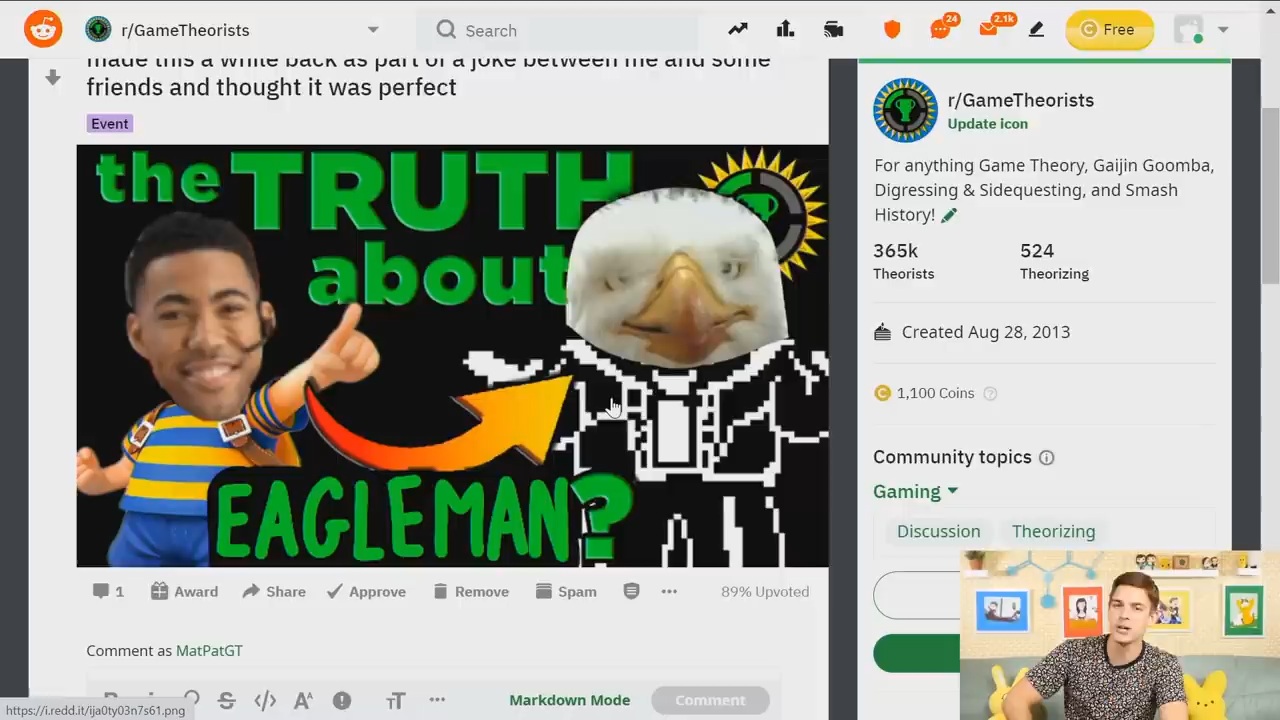 r/GameTheorists
Search
24
2.1k
Free
made this a while back as part of a joke between me and some
friends and thought it was perfect
Event
the TRUTH
about
EAGLEMAN?
1
Award
Share
Approve
Remove
Spam
89% Upvoted
Comment as MatPatGT
Markdown Mode
Comment
https://i.redd.it/ija0ty03n7s61.png
r/GameTheorists
Update icon
For anything Game Theory, Gaijin Goomba,
Digressing & Sidequesting, and Smash
History!
365k
524
Theorists
Theorizing
Created Aug 28, 2013
1,100 Coins
Community topics
Gaming
Discussion
Theorizing